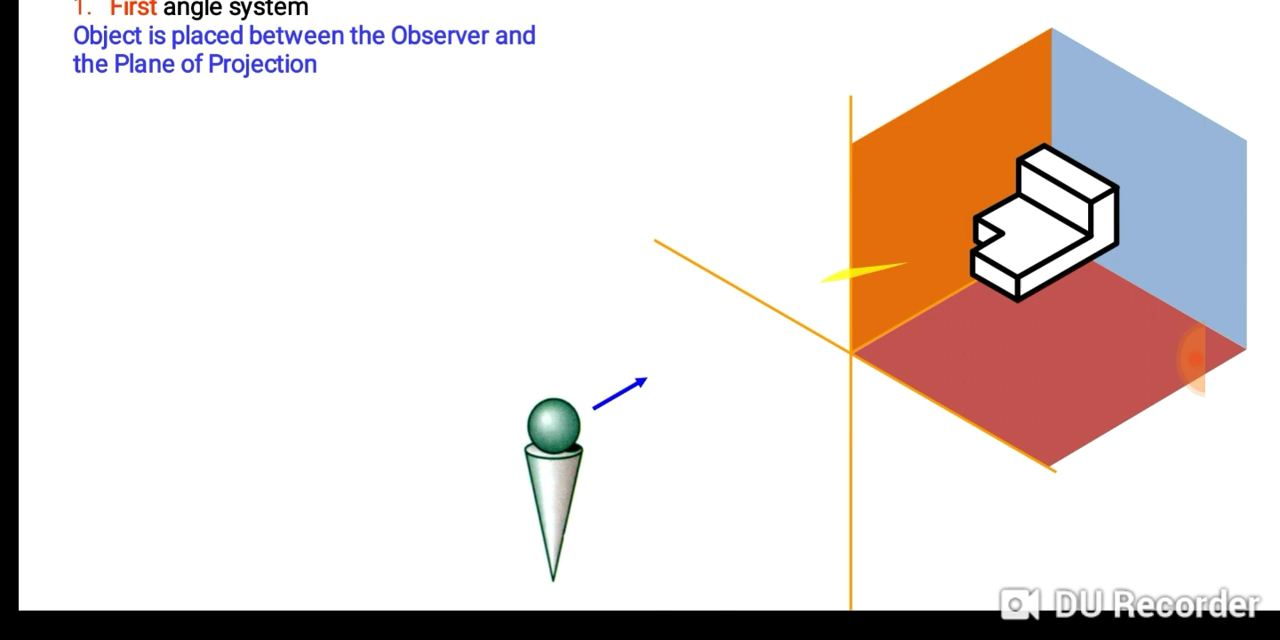 1. First angle system
Object is placed between the Observer and
the Plane of Projection
DU Recorder